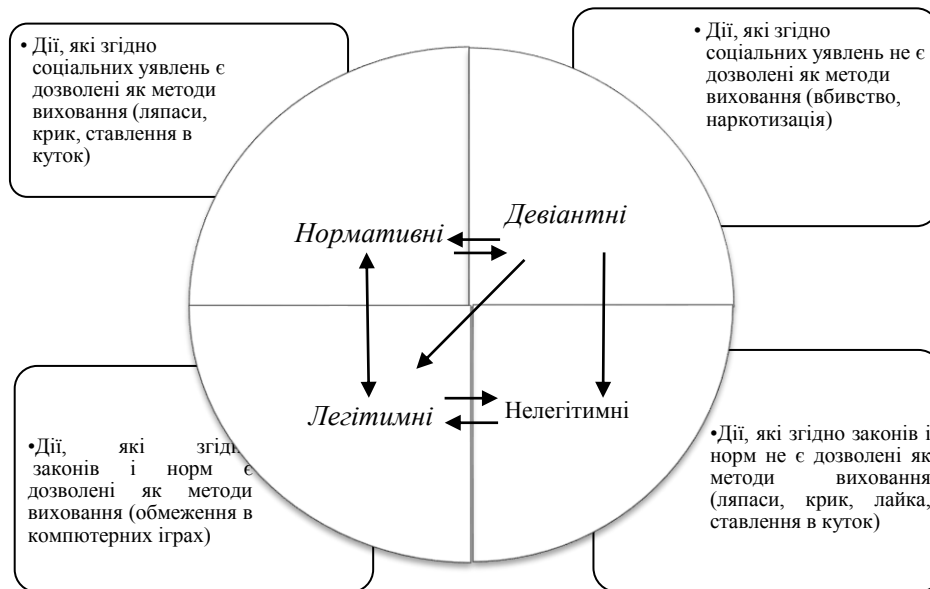 • Дії, які згідно
соціальних уявлень є
дозволені як методи
виховання (ляпаси,
крик, ставлення в
куток)
• Дії, які згідно
соціальних уявлень не є
дозволені як методи
виховання (вбивство,
наркотизація)
Нормативні
Девіантні
Легітимні
Нелегітимні
•Дії, які
законів і норм є
дозволені як методи
виховання (обмеження в
компютерних іграх)
•Дії, які згідно законів і
норм не є дозволені як
методи виховання
(ляпаси, крик, лайка,
ставлення в куток)